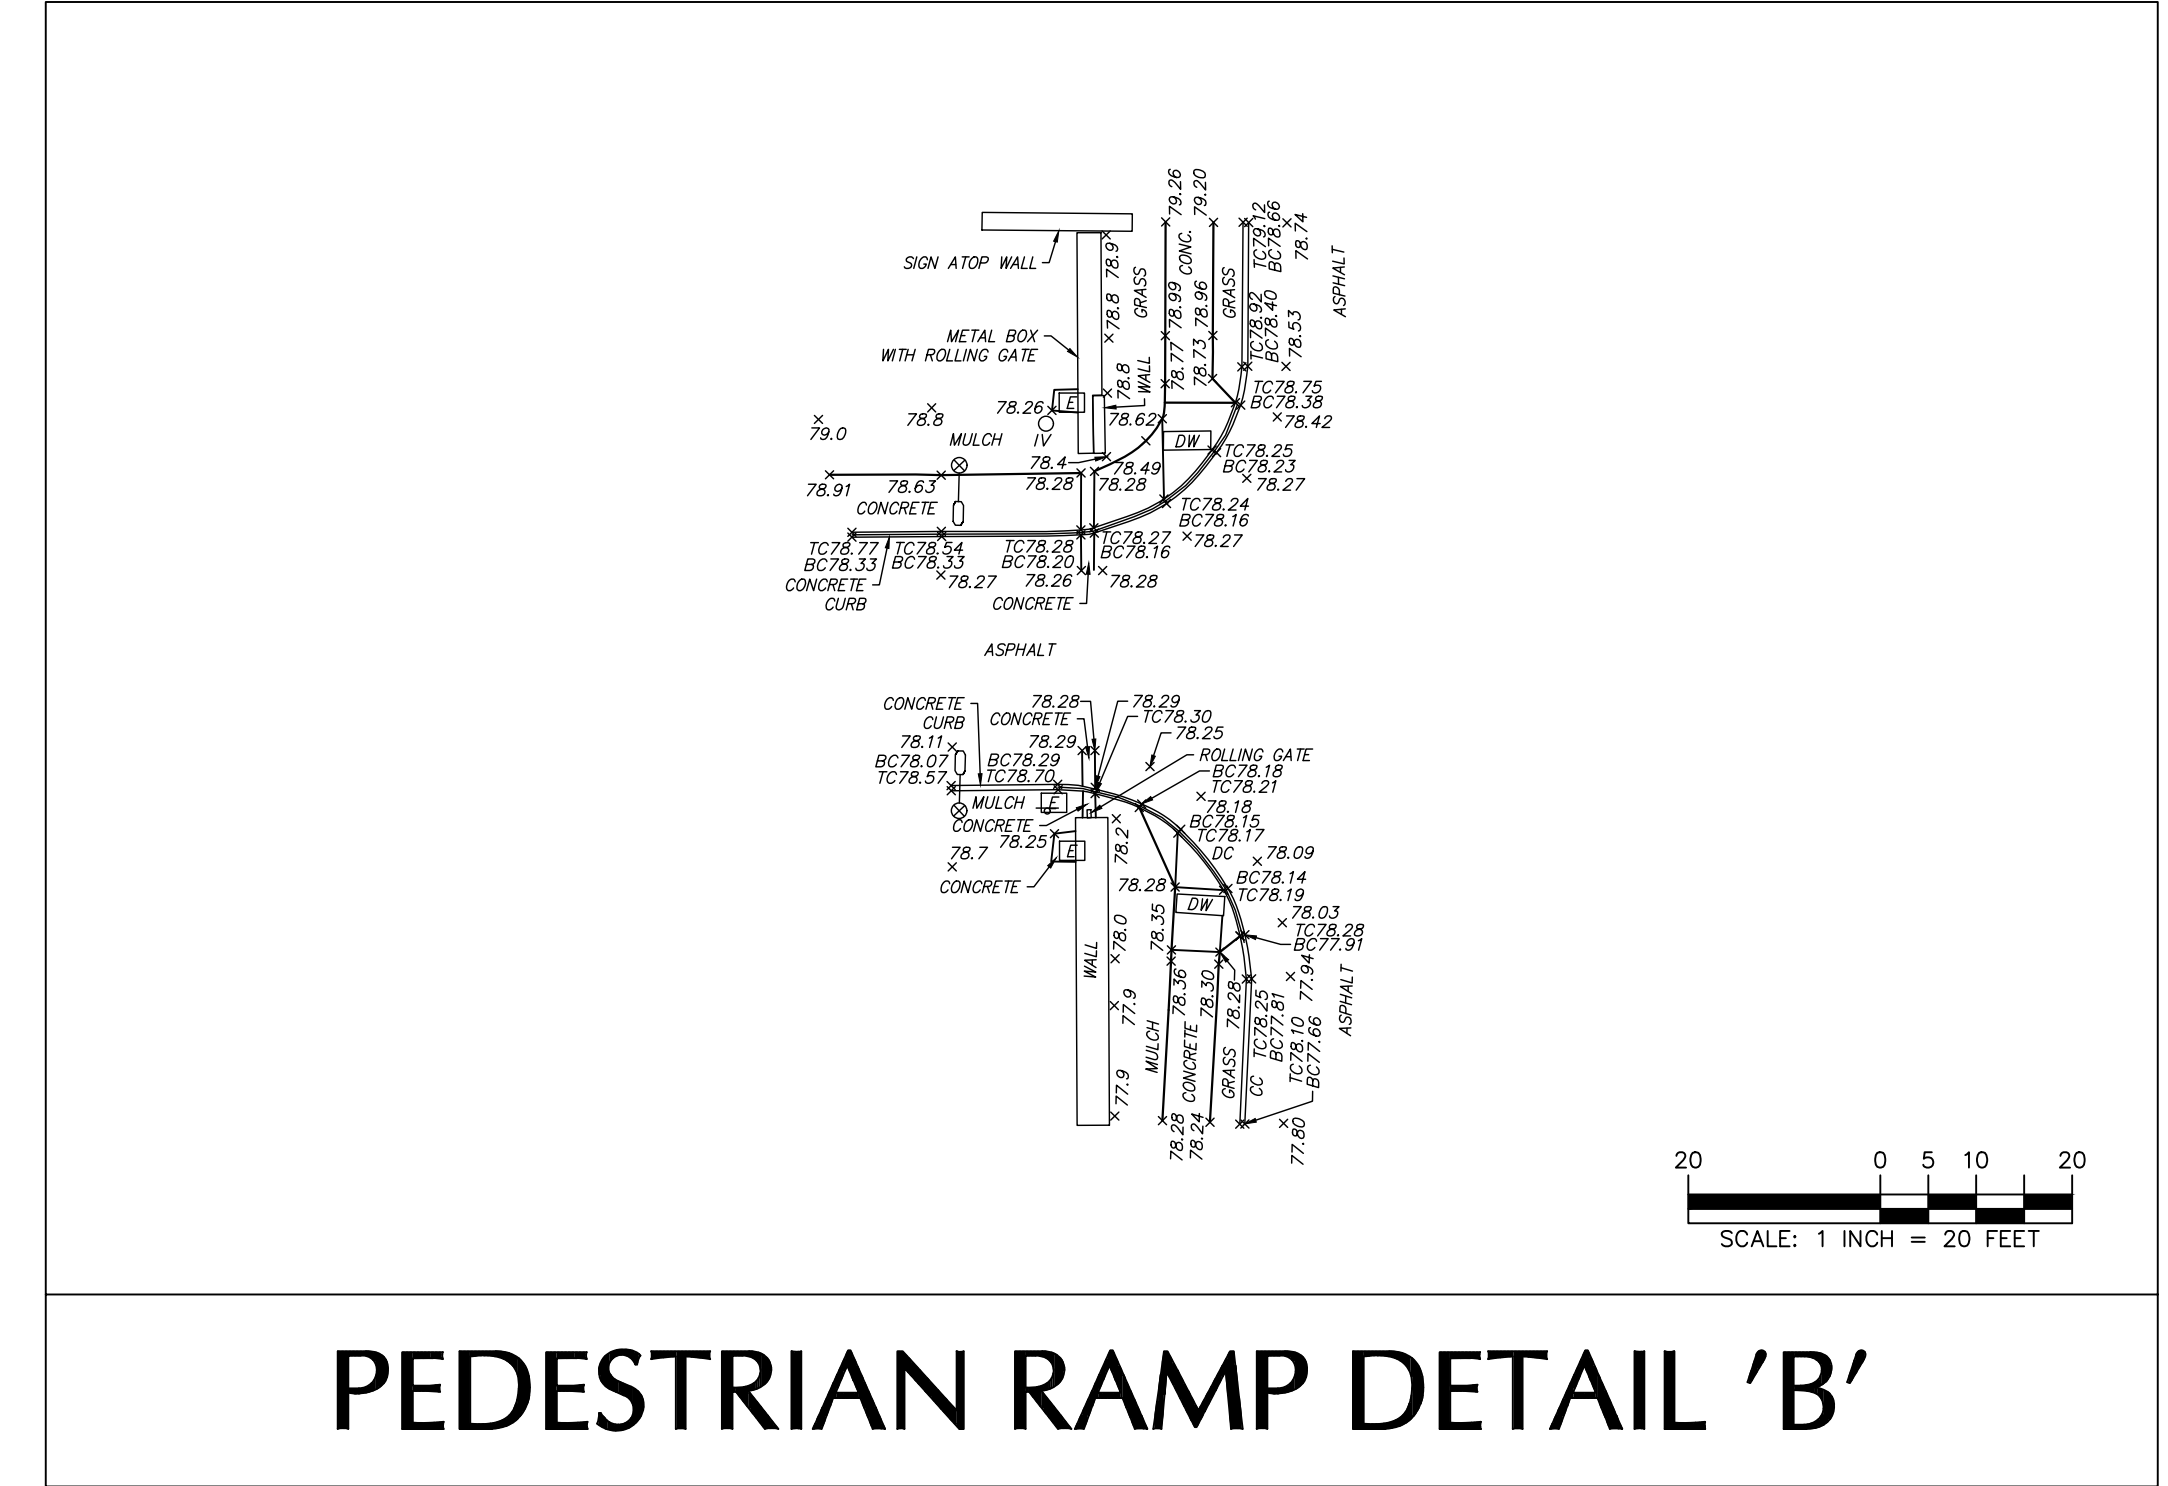 79.26
79.20
TC79.12
BC78.66
78.74
SIGN ATOP WALL
78.9
GRASS
CONC.
GRASS
ASPHALT
78.8
78.99
78.96
TC78.92
BC78.40
78.53
METAL BOX
WITH ROLLING GATE
78.8
WALL
78.77
78.73
TC78.75
BC78.38
78.42
79.0
78.8
78.26
E
78.62
MULCH
IV
DW
78.4
78.49
TC78.25
BC78.23
78.27
78.91
78.63
78.28
78.28
CONCRETE
TC78.24
BC78.16
78.27
TC78.77
BC78.33
TC78.54
BC78.33
TC78.28
BC78.20
TC78.27
BC78.16
CONCRETE
CURB
78.27
78.26
78.28
CONCRETE
ASPHALT
CONCRETE
CURB
78.28
78.29
CONCRETE
TC78.30
78.25
78.11
78.29
ROLLING GATE
BC78.07
TC78.57
BC78.29
TC78.70
BC78.18
TC78.21
78.18
MULCH
E
CONCRETE
BC78.15
TC78.17
78.25
78.2
DC
78.09
78.7
E
CONCRETE
78.28
BC78.14
TC78.19
DW
78.03
78.35
TC78.28
BC77.91
78.0
WALL
77.94
ASPHALT
78.36
78.30
78.28
TC78.25
BC77.81
77.9
TC78.10
BC77.66
MULCH
CONCRETE
GRASS
CC
77.9
78.28
78.24
77.80
20 0 5 10 20
SCALE: 1 INCH = 20 FEET
PEDESTRIAN RAMP DETAIL 'B'